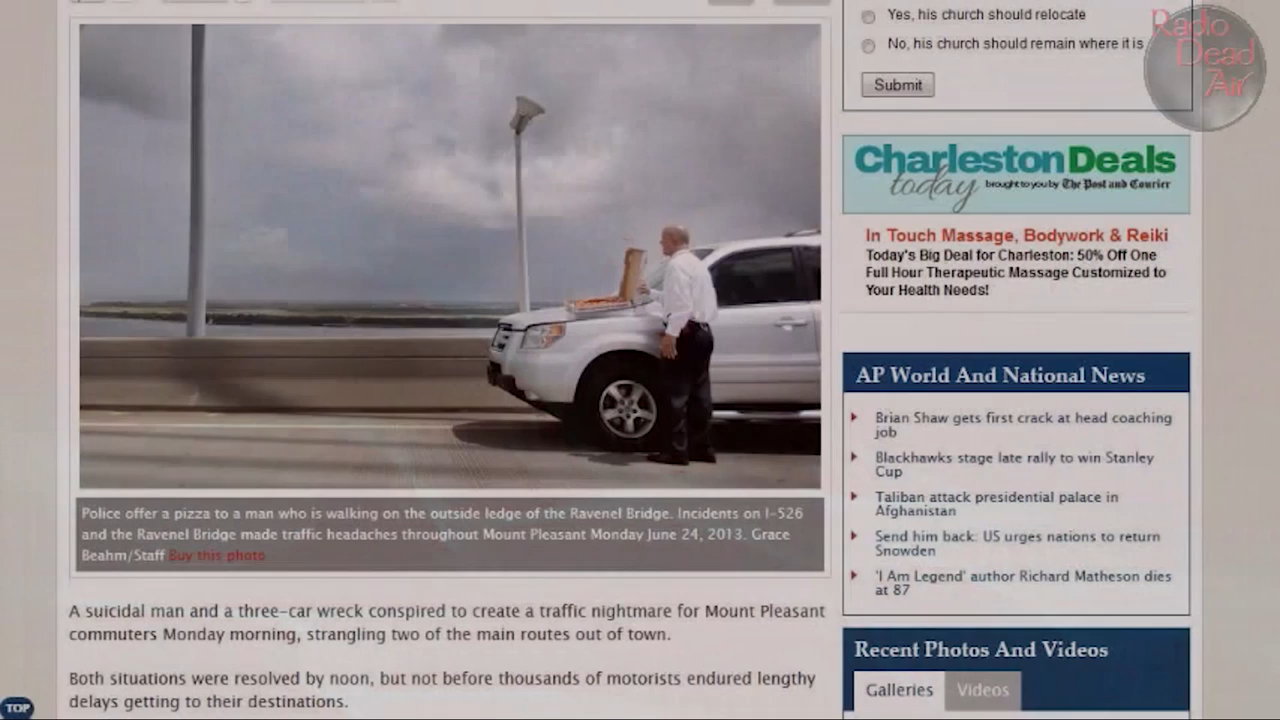 Yes, his church should relocate
No, his church should remain where it is
Submit
Radio
Dead
Air
Charleston Deals
today brought to you by The Post and Courier
In Touch Massage, Bodywork & Reiki
Today's Big Deal for Charleston: 50% Off One
Full Hour Therapeutic Massage Customized to
Your Health Needs!
AP World And National News
Brian Shaw gets first crack at head coaching
job
Blackhawks stage late rally to win Stanley
Cup
Taliban attack presidential palace in
Afghanistan
Send him back: US urges nations to return
Snowden
'I Am Legend' author Richard Matheson dies
at 87
Recent Photos And Videos
Galleries
Videos
Police offer a pizza to a man who is walking on the outside ledge of the Ravenel Bridge. Incidents on I-526
and the Ravenel Bridge made traffic headaches throughout Mount Pleasant Monday June 24, 2013. Grace
Beahm/Staff Buy this photo
A suicidal man and a three-car wreck conspired to create a traffic nightmare for Mount Pleasant
commuters Monday morning, strangling two of the main routes out of town.
Both situations were resolved by noon, but not before thousands of motorists endured lengthy
delays getting to their destinations.
TOP